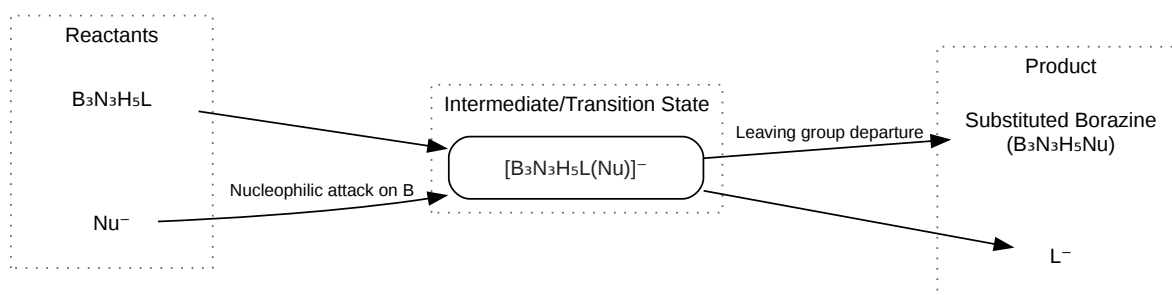 Reactants
B₃N₃H₅L
Nu⁻
Nucleophilic attack on B
Intermediate/Transition State
[B₃N₃H₅L(Nu)]⁻
Leaving group departure
Product
Substituted Borazine
(B₃N₃H₅Nu)
L⁻